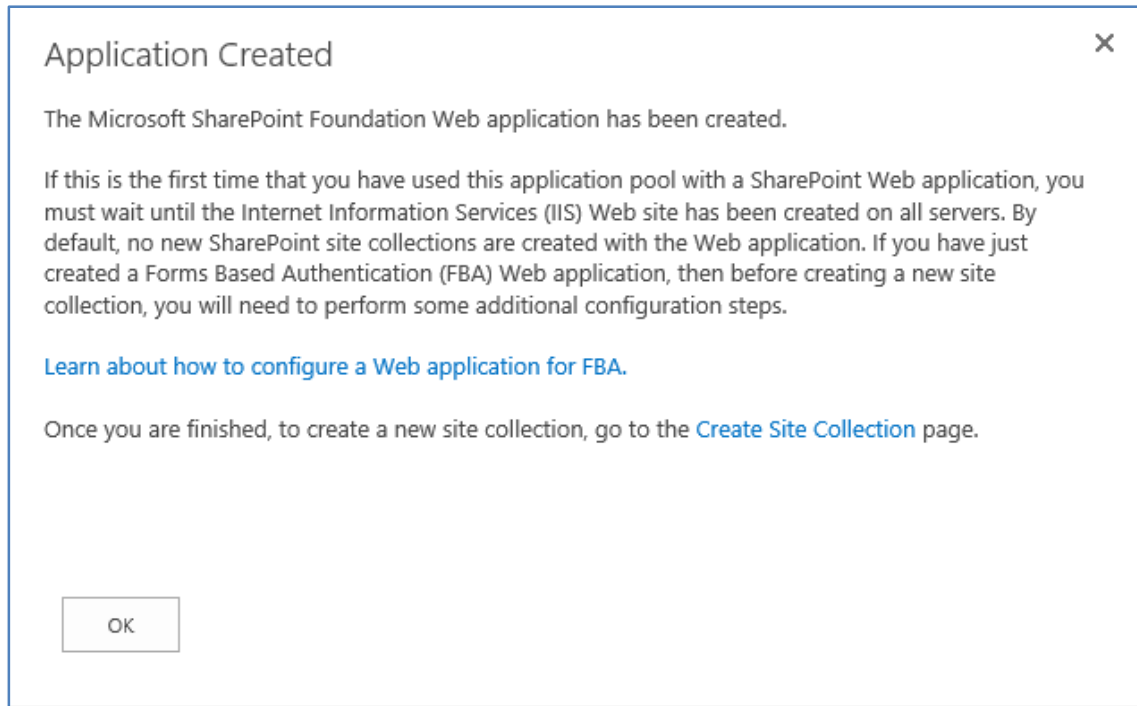 Application Created
The Microsoft SharePoint Foundation Web application has been created.
If this is the first time that you have used this application pool with a SharePoint Web application, you
must wait until the Internet Information Services (IIS) Web site has been created on all servers. By
default, no new SharePoint site collections are created with the Web application. If you have just
created a Forms Based Authentication (FBA) Web application, then before creating a new site
collection, you will need to perform some additional configuration steps.
Learn about how to configure a Web application for FBA.
Once you are finished, to create a new site collection, go to the Create Site Collection page.
OK